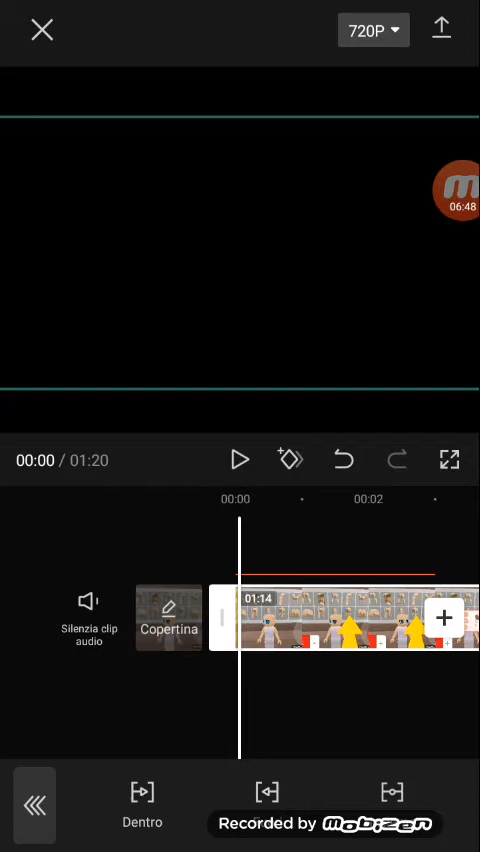 720P
06:48
00:00 / 01:20
00:00
00:02
01:14
Silenzia clip
audio
Copertina
Dentro
Recorded by mobizen